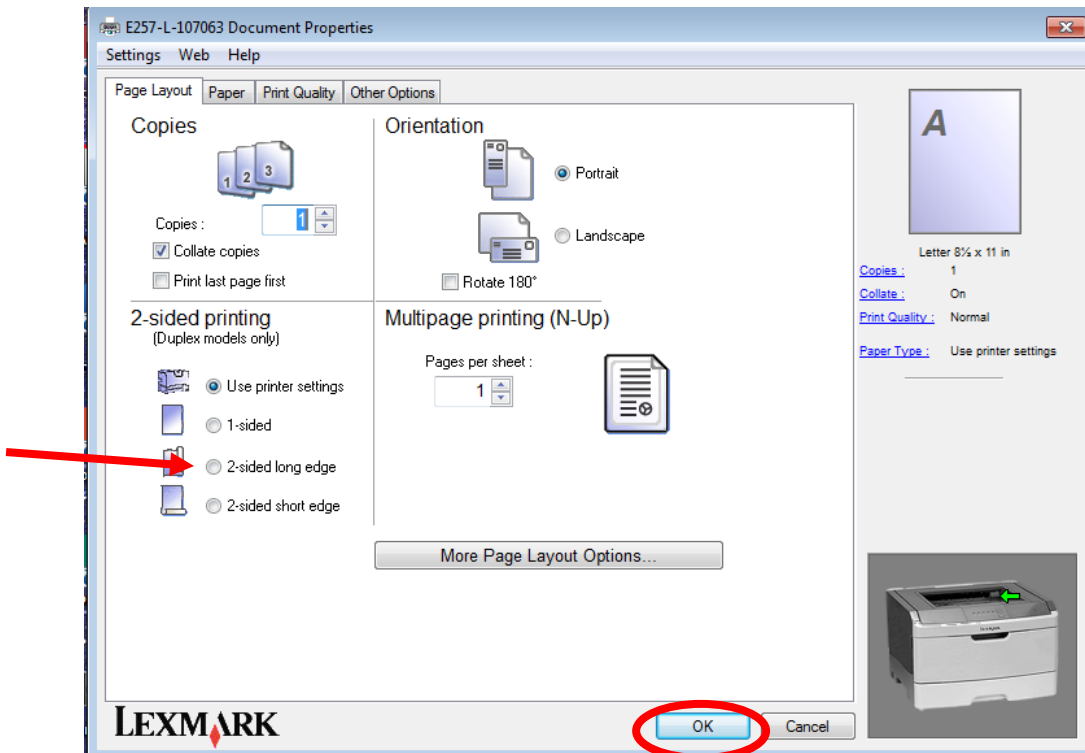 E257-L-107063 Document Properties
Settings Web Help
Page Layout Paper Print Quality Other Options
Copies
1 2 3
Copies :
1
Collate copies
Print last page first
Orientation
Portrait
Landscape
Rotate 180°
2-sided printing
(Duplex models only)
Use printer settings
1-sided
2-sided long edge
2-sided short edge
Multipage printing (N-Up)
Pages per sheet :
1
More Page Layout Options...
A
Letter 8½ x 11 in
Copies : 1
Collate : On
Print Quality : Normal
Paper Type : Use printer settings
LEXMARK
OK Cancel